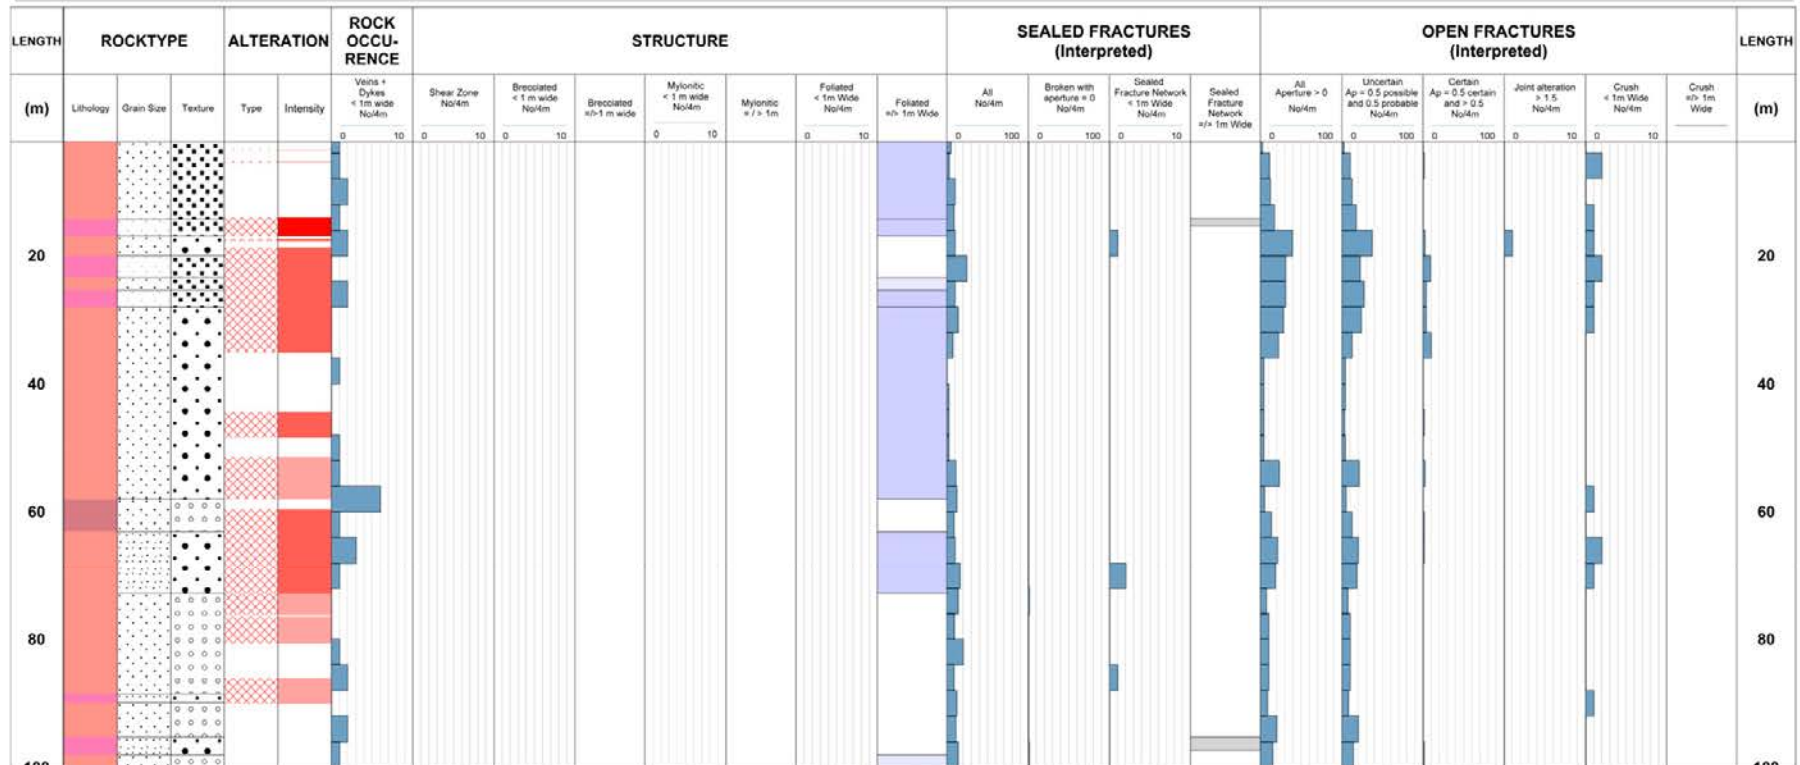 LENGTH
ROCKTYPE
ALTERATION
ROCK
OCCU-
RENCE
STRUCTURE
SEALED FRACTURES
(Interpreted)
OPEN FRACTURES
(Interpreted)
LENGTH
(m)
Lithology
Grain Size
Texture
Type
Intensity
Veins +
Dykes
< 1m wide
No/4m
0 10
Shear Zone
No/4m
0 10
Brecciated
< 1 m wide
No/4m
0 10
Brecciated
=/>1 m wide
Mylonitic
< 1 m wide
No/4m
0 10
Mylonitic
= / > 1m
Foliated
< 1m Wide
No/4m
0 10
Foliated
=/> 1m Wide
All
No/4m
0 100
Broken with
aperture = 0
No/4m
0 100
Sealed
Fracture Network
< 1m Wide
No/4m
0 10
Sealed
Fracture
Network
=/> 1m Wide
All
Aperture > 0
No/4m
0 100
Uncertain
Ap = 0.5 possible
and 0.5 probable
No/4m
0 100
Certain
Ap = 0.5 certain
and > 0.5
No/4m
0 100
Joint alteration
> 1.5
No/4m
0 10
Crush
< 1m Wide
No/4m
0 10
Crush
=/> 1m
Wide
(m)
20 20
40 40
60 60
80 80